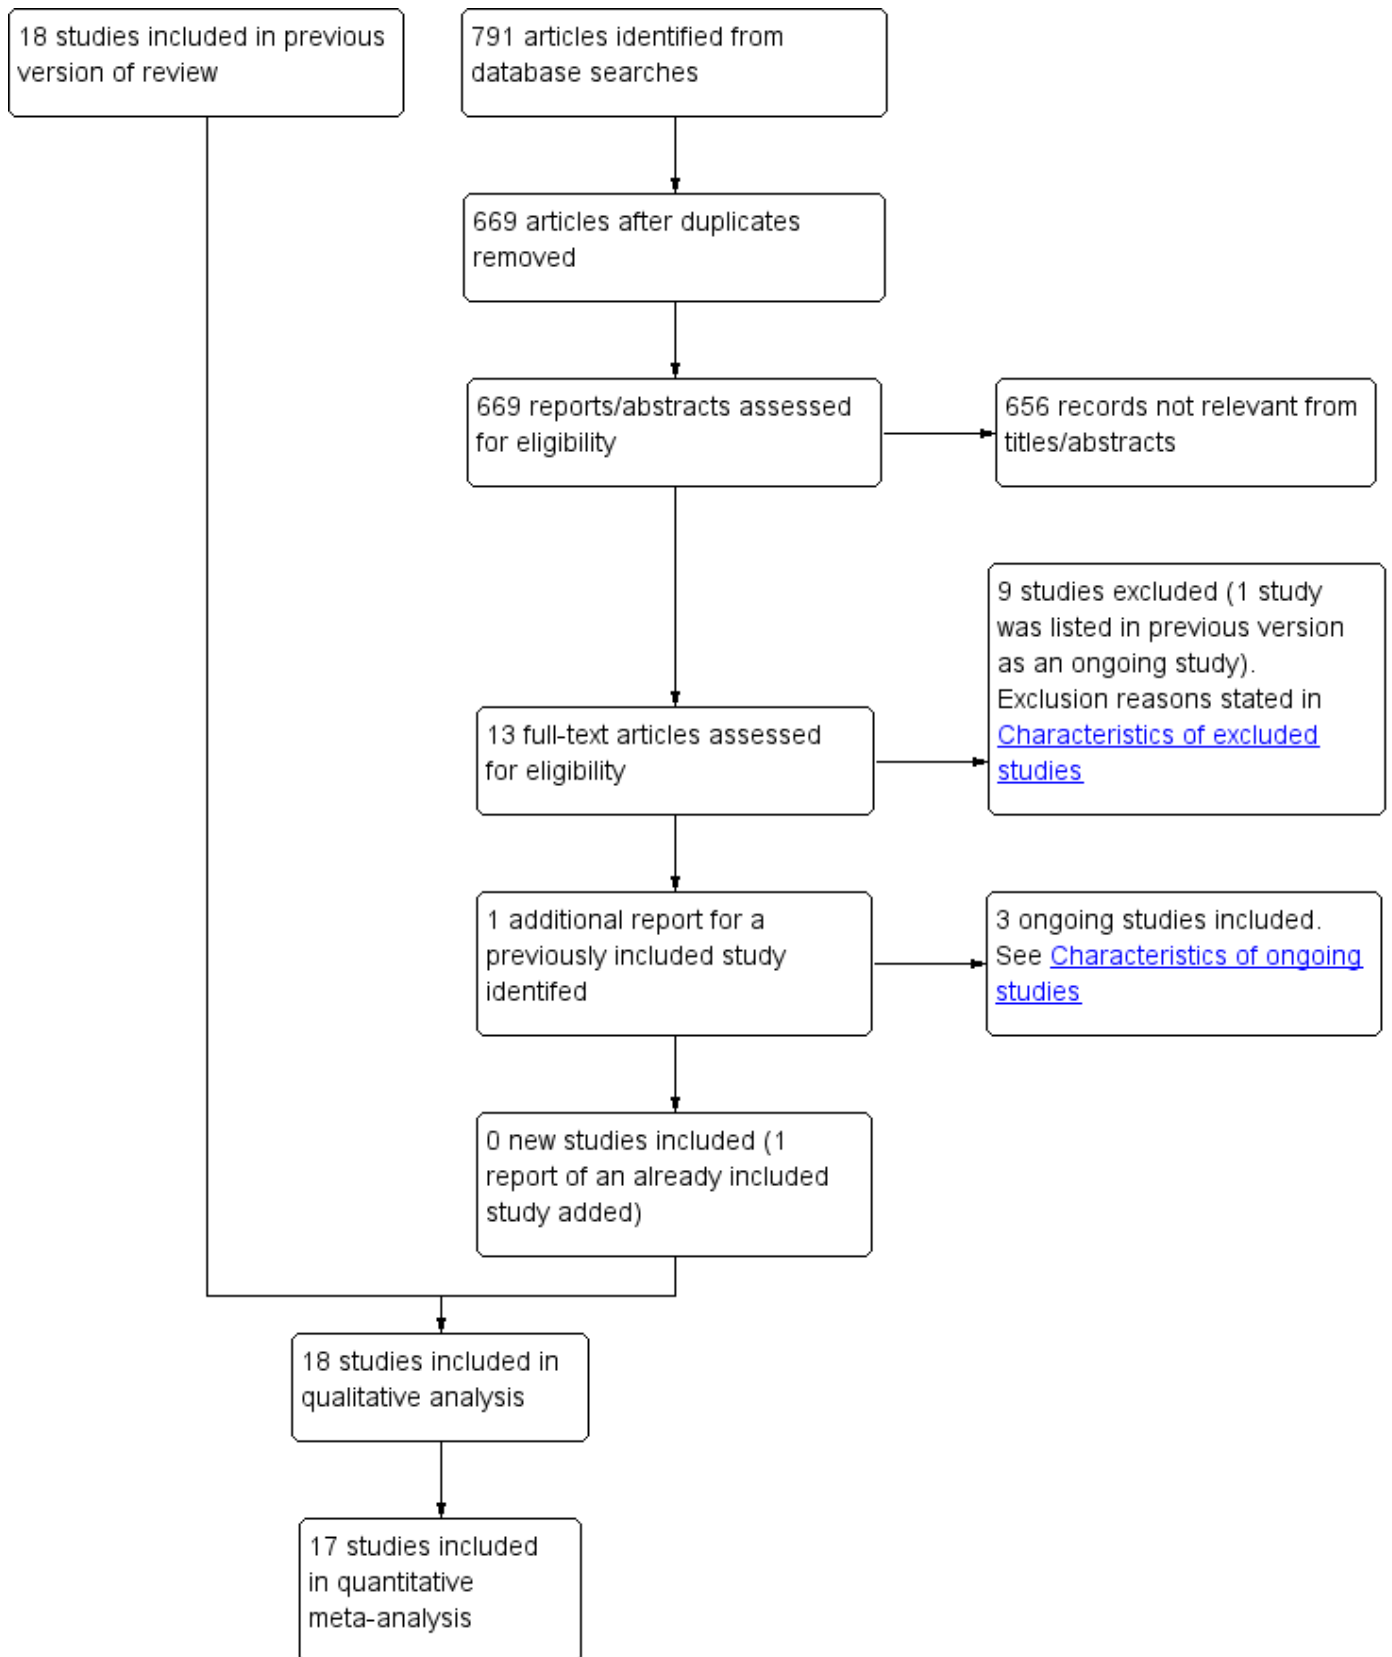 18 studies included in previous
version of review
791 articles identified from
database searches
669 articles after duplicates
removed
669 reports/abstracts assessed
for eligibility
656 records not relevant from
titles/abstracts
9 studies excluded (1 study
was listed in previous version
as an ongoing study).
Exclusion reasons stated in
Characteristics of excluded
studies
13 full-text articles assessed
for eligibility
1 additional report for a
previously included study
identifed
3 ongoing studies included.
See Characteristics of ongoing
studies
0 new studies included (1
report of an already included
study added)
18 studies included in
qualitative analysis
17 studies included
in quantitative
meta-analysis